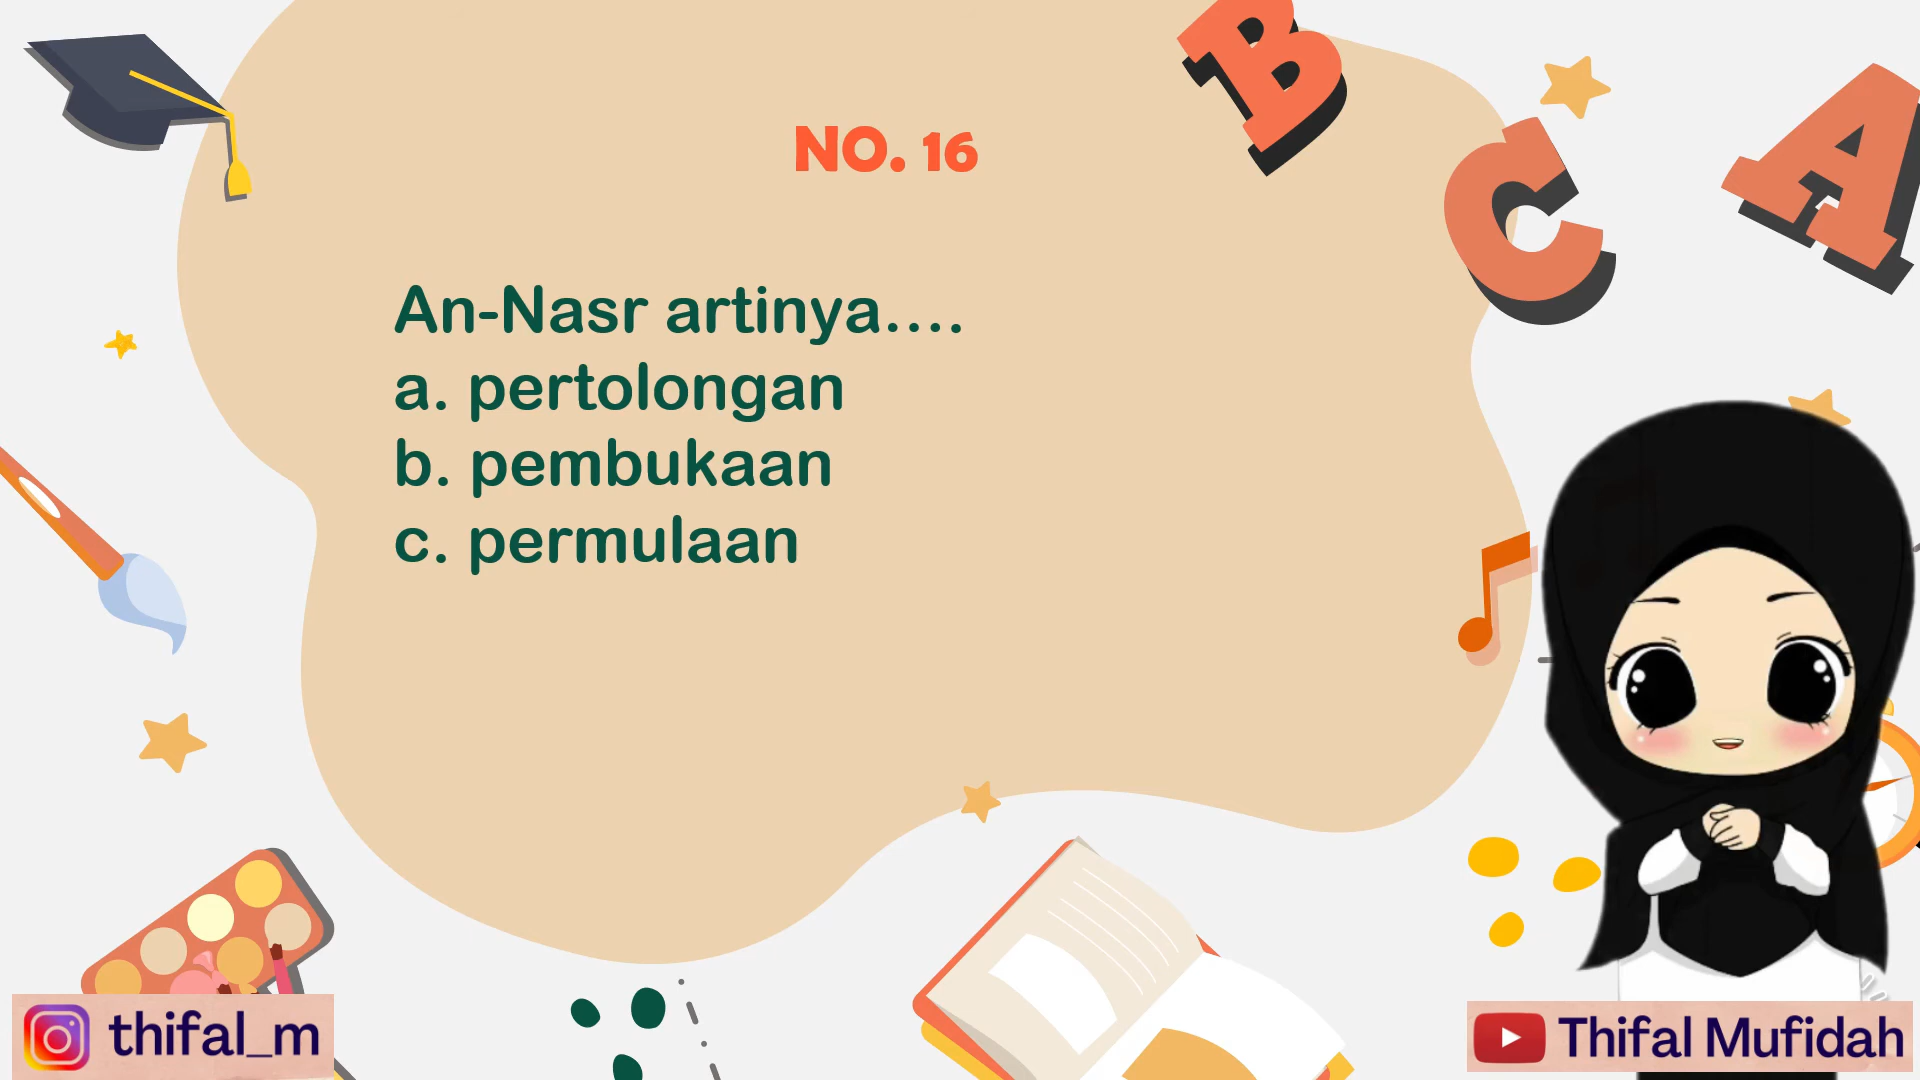 NO. 16
An-Nasr artinya....
a. pertolongan
b. pembukaan
c. permulaan
B
C
A
thifal_m
Thifal Mufidah